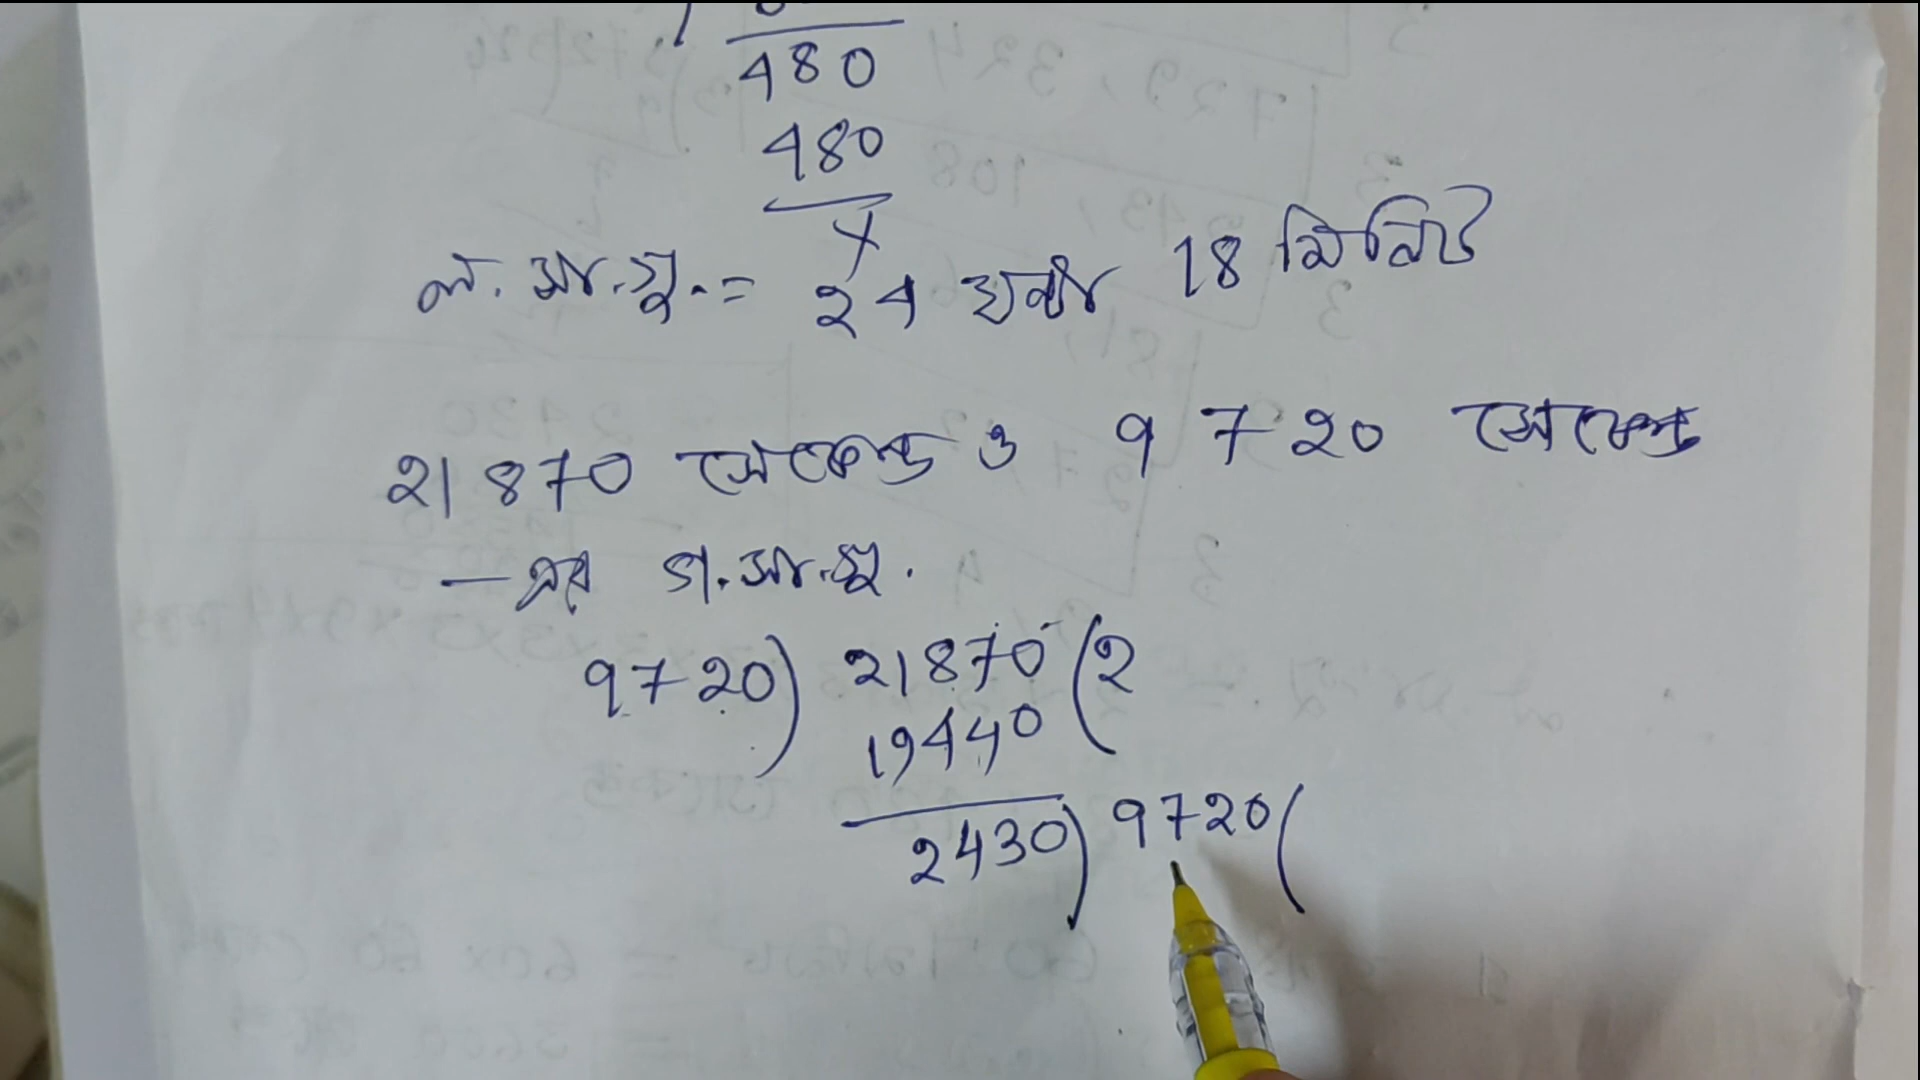 480
480
×
ল. সা. গু. = 24 ঘন্টা 18 মিনিট
21870 সেকেন্ড ও 9720 সেকেন্ড
— এর গ. সা. গু.
9720) 21870 (2
19440
2430) 9720 (